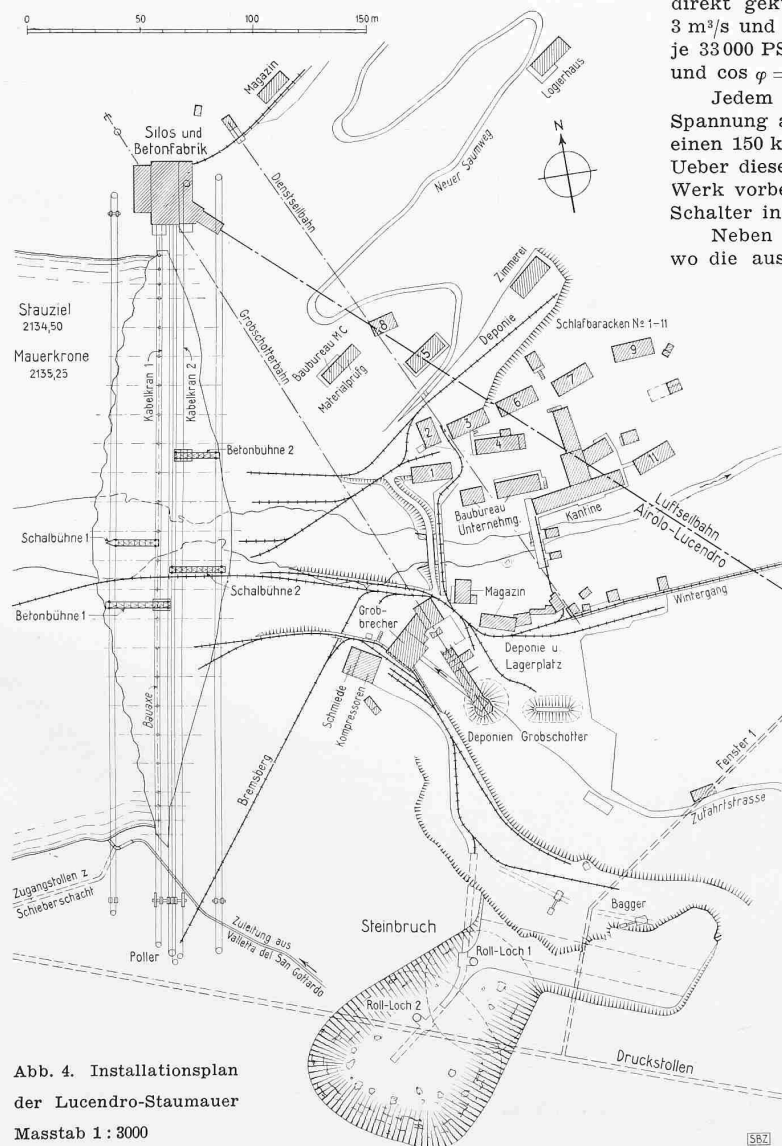 0 50 100 150 m
direkt gek
3 m³/s und
je 33 000 PS
und cos φ =
Jedem
Spannung a
einen 150 k
Ueber diese
Werk vorbe
Schalter in
Neben
wo die aus
Magazin
Logierhaus
Silos und
Betonfabrik
N
Neuer Saumweg
Dienstseilbahn
Zimmerei
Stauziel
2134,50
Mauerkrone
2135,25
Grobschotterbahn
8
Baubureau M.C
Materialprüfg
5
Deponie
Schlafbaracken No 1–11
9
7
6
Kabelkran 1
Kabelkran 2
2
3
4
1
11
Betonbühne 2
Baubureau
Unternehmg.
Kantine
Luftseilbahn
Airolo–Lucendro
Schalbühne 1
Schalbühne 2
Betonbühne 1
Magazin
Wintergang
Grob-
brecher
Deponie u.
Lagerplatz
Bauaxe
Schmiede
Kompressoren
Deponien Grobschotter
Bremsberg
Fenster 1
Zufahrtstrasse
Zugangstollen z
Schieberschacht
Zuleitung aus
Valletta del San Gottardo
Poller
Steinbruch
Bagger
Roll-Loch 1
Roll-Loch 2
Druckstollen
Abb. 4. Installationsplan
der Lucendro-Staumauer
Masstab 1 : 3000
SBZ